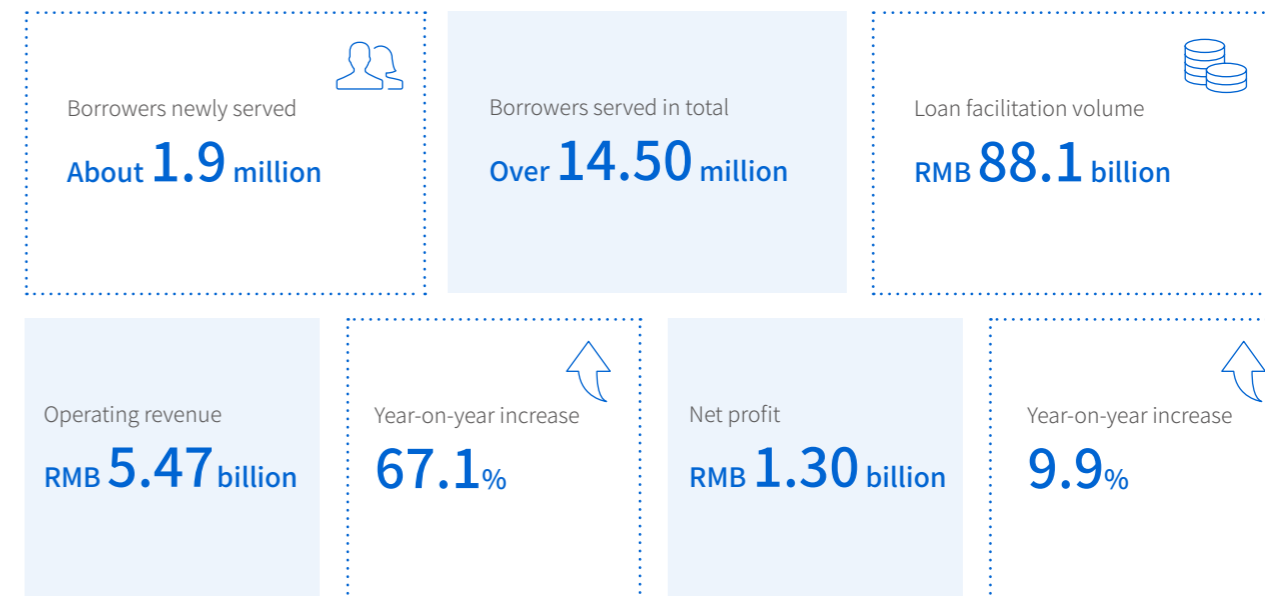 Borrowers newly served
About 1.9 million
Borrowers served in total
Over 14.50 million
Loan facilitation volume
RMB 88.1 billion
Operating revenue
RMB 5.47 billion
Year-on-year increase
67.1%
Net profit
RMB 1.30 billion
Year-on-year increase
9.9%